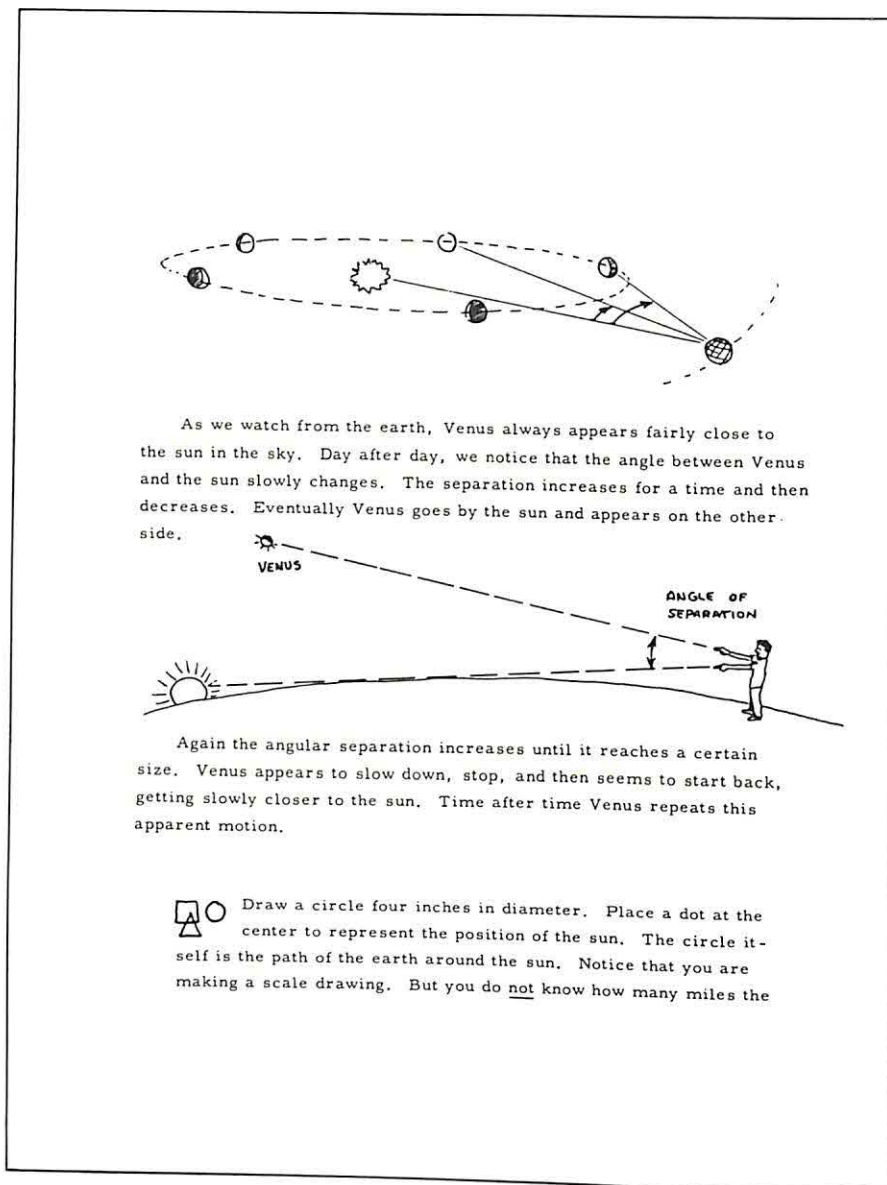 As we watch from the earth, Venus always appears fairly close to
the sun in the sky. Day after day, we notice that the angle between Venus
and the sun slowly changes. The separation increases for a time and then
decreases. Eventually Venus goes by the sun and appears on the other
side.
VENUS
ANGLE OF
SEPARATION
Again the angular separation increases until it reaches a certain
size. Venus appears to slow down, stop, and then seems to start back,
getting slowly closer to the sun. Time after time Venus repeats this
apparent motion.
Draw a circle four inches in diameter. Place a dot at the
center to represent the position of the sun. The circle it-
self is the path of the earth around the sun. Notice that you are
making a scale drawing. But you do not know how many miles the